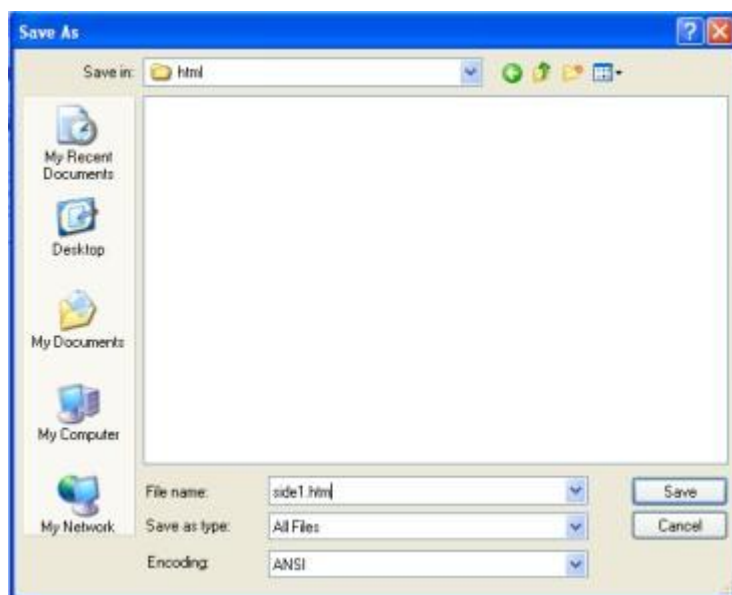 Save As
Save in:
html
My Recent
Documents
Desktop
My Documents
My Computer
My Network
File name:
side1.htm
Save as type:
All Files
Encoding:
ANSI
Save
Cancel